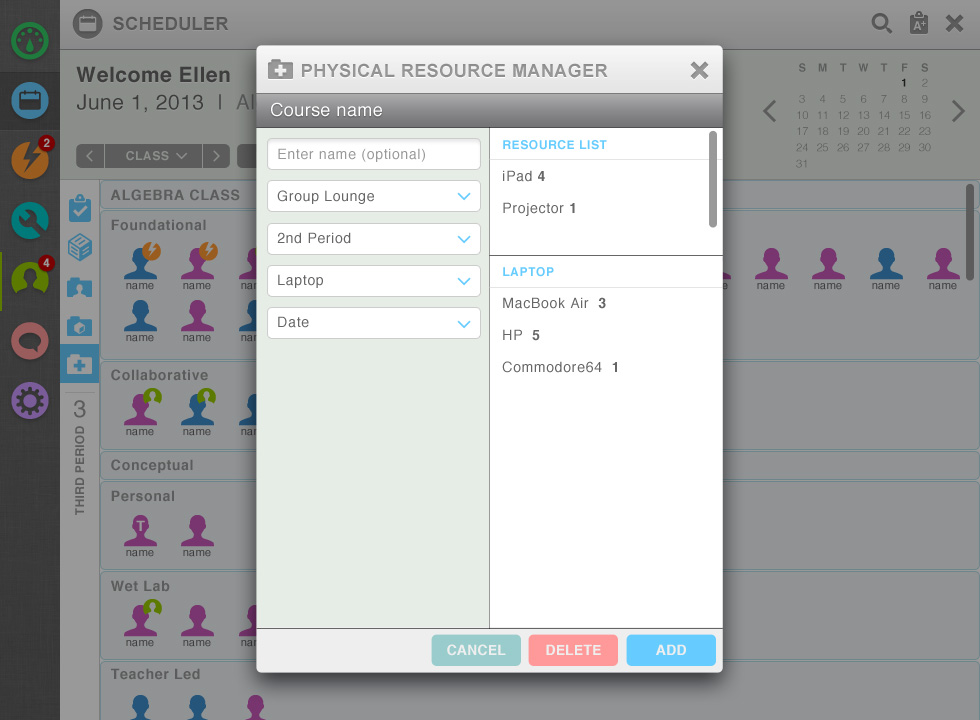 SCHEDULER
A+
Welcome Ellen
June 1, 2013 | Al
CLASS
S M T W T F S
1 2
3 4 5 6 7 8 9
10 11 12 13 14 15 16
17 18 19 20 21 22 23
24 25 26 27 28 29 30
31
2
4
3
THIRD PERIOD
ALGEBRA CLASS
Foundational
name name name name name name
name name
Collaborative
name name
Conceptual
Personal
T
name name
Wet Lab
name name
Teacher Led
PHYSICAL RESOURCE MANAGER
Course name
Enter name (optional)
Group Lounge
2nd Period
Laptop
Date
RESOURCE LIST
iPad 4
Projector 1
LAPTOP
MacBook Air 3
HP 5
Commodore64 1
CANCEL DELETE ADD